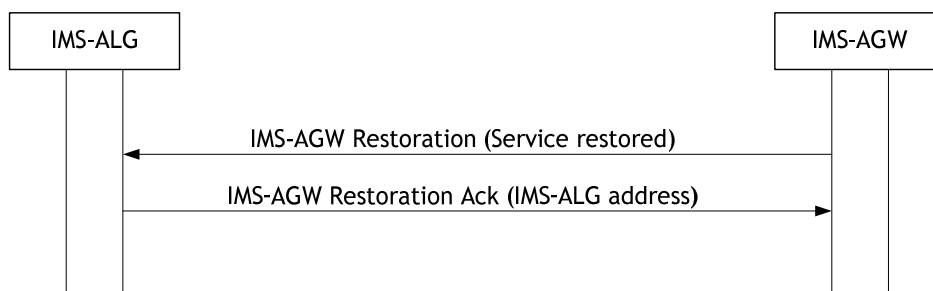 IMS-ALG
IMS-AGW
IMS-AGW Restoration (Service restored)
IMS-AGW Restoration Ack (IMS-ALG address)